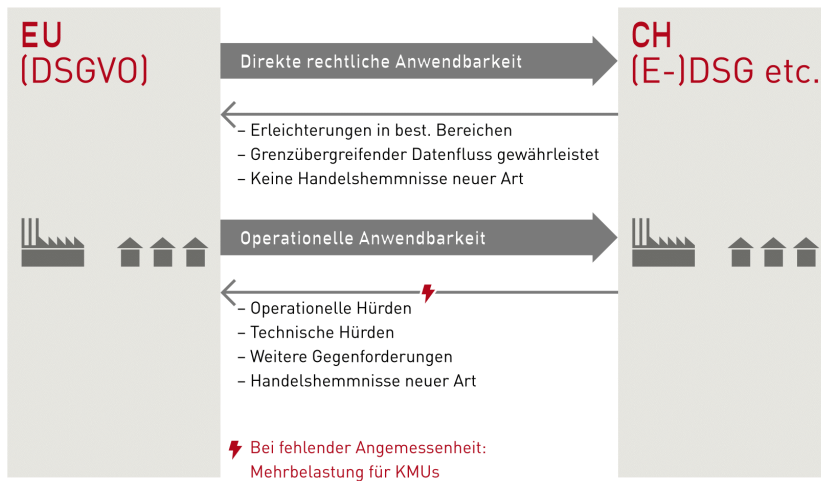 EU
(DSGVO)
CH
(E-)DSG etc.
Direkte rechtliche Anwendbarkeit
– Erleichterungen in best. Bereichen
– Grenzübergreifender Datenfluss gewährleistet
– Keine Handelshemmnisse neuer Art
Operationelle Anwendbarkeit
– Operationelle Hürden
– Technische Hürden
– Weitere Gegenforderungen
– Handelshemmnisse neuer Art
Bei fehlender Angemessenheit:
Mehrbelastung für KMUs